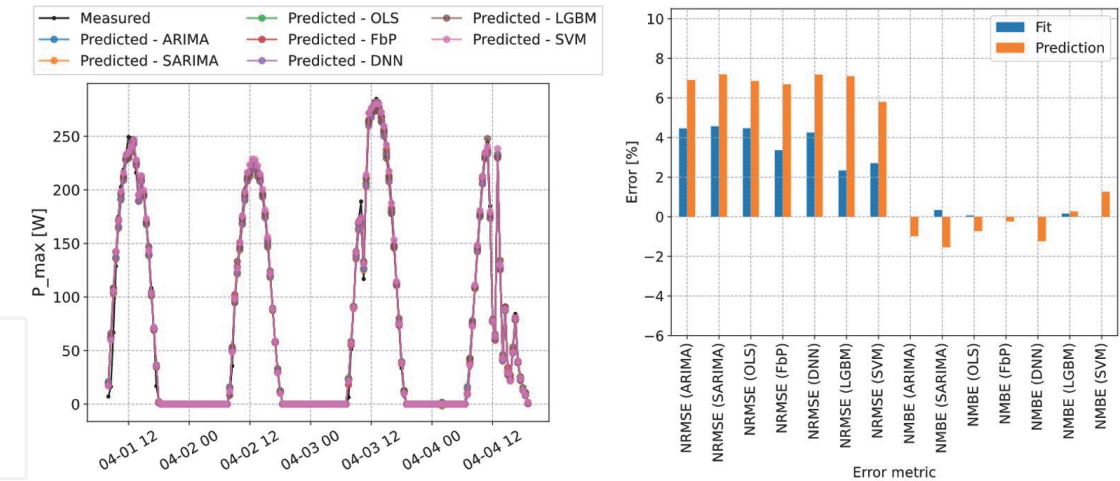 Measured
Predicted - ARIMA
Predicted - SARIMA
Predicted - OLS
Predicted - FbP
Predicted - DNN
Predicted - LGBM
Predicted - SVM
P_max [W]
250
200
150
100
50
0
04-01 12
04-02 00
04-02 12
04-03 00
04-03 12
04-04 00
04-04 12
Fit
Prediction
Error [%]
10
8
6
4
2
0
−2
−4
−6
NRMSE (ARIMA)
NRMSE (SARIMA)
NRMSE (OLS)
NRMSE (FbP)
NRMSE (DNN)
NRMSE (LGBM)
NRMSE (SVM)
NMBE (ARIMA)
NMBE (SARIMA)
NMBE (OLS)
NMBE (FbP)
NMBE (DNN)
NMBE (LGBM)
NMBE (SVM)
Error metric